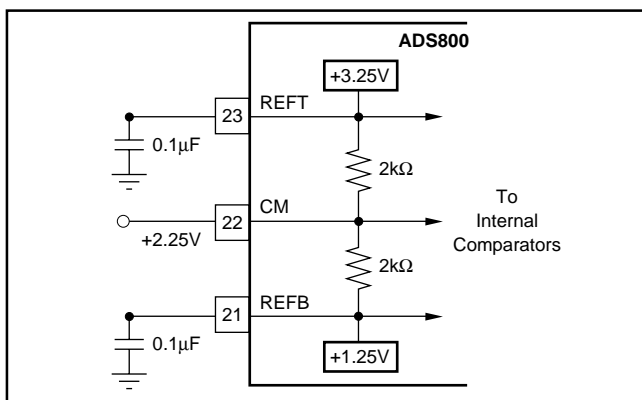 ADS800
+3.25V
REFT
23
0.1µF
2kΩ
To
Internal
Comparators
CM
22
+2.25V
2kΩ
REFB
21
0.1µF
+1.25V